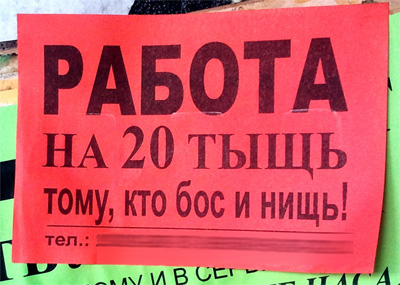 РАБОТА
НА 20 ТЫЩЬ
тому, кто бос и нищь!
тел.: